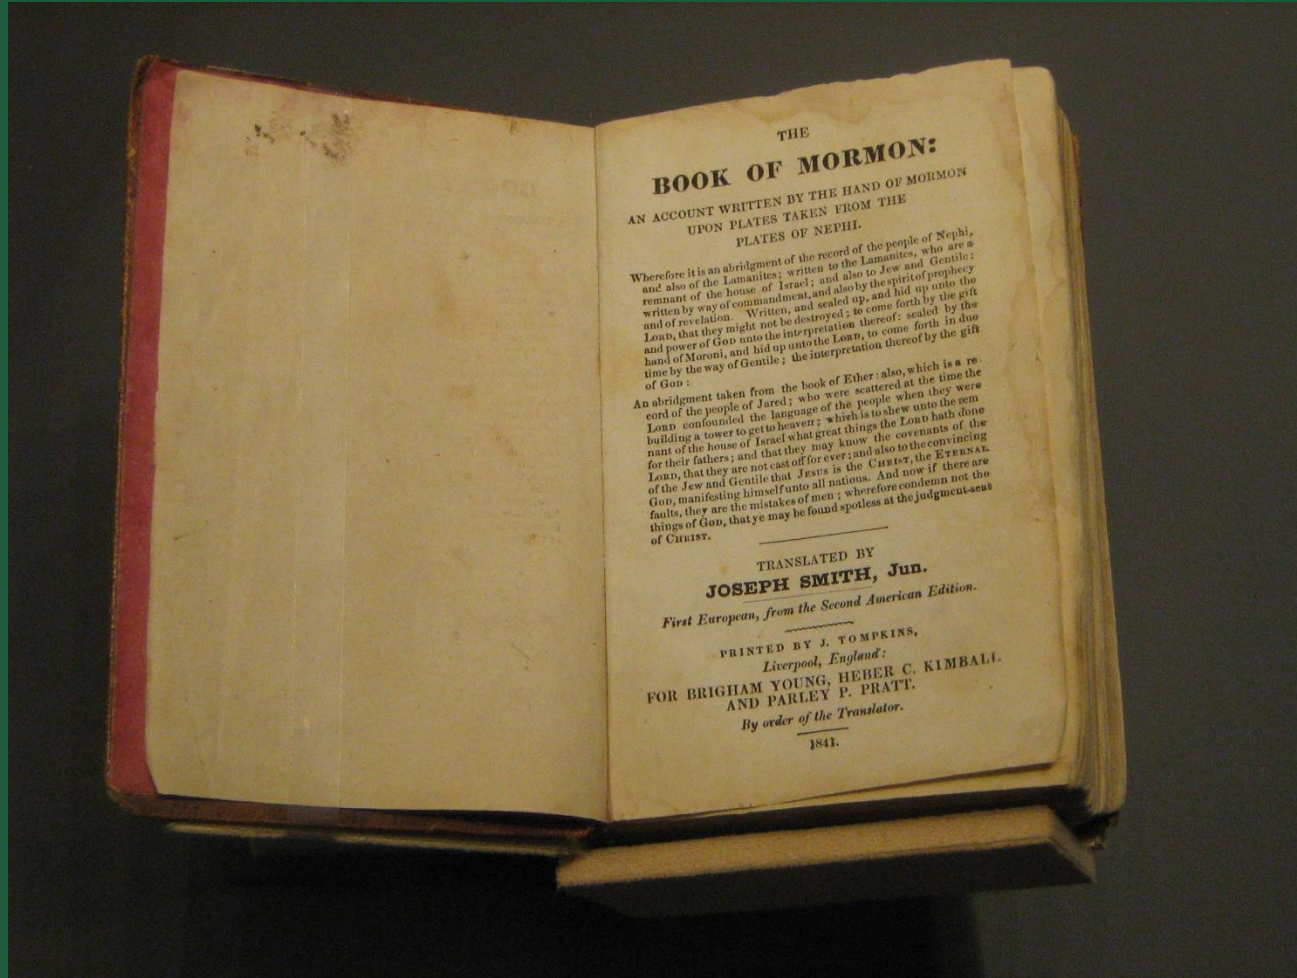 THE
BOOK OF MORMON:
AN ACCOUNT WRITTEN BY THE HAND OF MORMON
UPON PLATES TAKEN FROM THE
PLATES OF NEPHI.
Wherefore it is an abridgment of the record of the people of Nephi,
and also of the Lamanites; written to the Lamanites, who are a
remnant of the house of Israel; and also to Jew and Gentile:
written by way of commandment, and also by the spirit of prophecy
and of revelation. Written, and sealed up, and hid up unto the
LORD, that they might not be destroyed; to come forth by the gift
and power of GOD unto the interpretation thereof: sealed by the
hand of Moroni, and hid up unto the LORD, to come forth in due
time by the way of Gentile; the interpretation thereof by the gift
of GOD:
An abridgment taken from the book of Ether: also, which is a re
cord of the people of Jared; who were scattered at the time the
LORD confounded the language of the people when they were
building a tower to get to heaven; which is to shew unto the rem
nant of the house of Israel what great things the LORD hath done
for their fathers; and that they may know the covenants of the
LORD, that they are not cast off for ever; and also to the convincing
of the Jew and Gentile that JESUS is the CHRIST, the ETERNAL
GOD, manifesting himself unto all nations. And now if there are
faults, they are the mistakes of men; wherefore condemn not the
things of GOD, that ye may be found spotless at the judgment-seat
of CHRIST.
TRANSLATED BY
JOSEPH SMITH, Jun.
First European, from the Second American Edition.
PRINTED BY J. TOMPKINS,
Liverpool, England:
FOR BRIGHAM YOUNG, HEBER C. KIMBALL
AND PARLEY P. PRATT.
By order of the Translator.
1841.